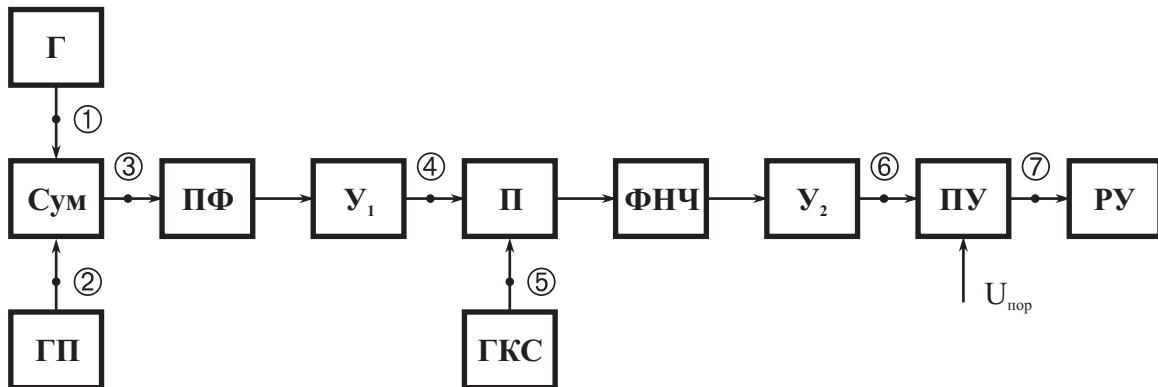 Г
①
③
④
⑥
⑦
Сум
ПФ
У₁
П
ФНЧ
У₂
ПУ
РУ
②
⑤
Uпор
ГП
ГКС